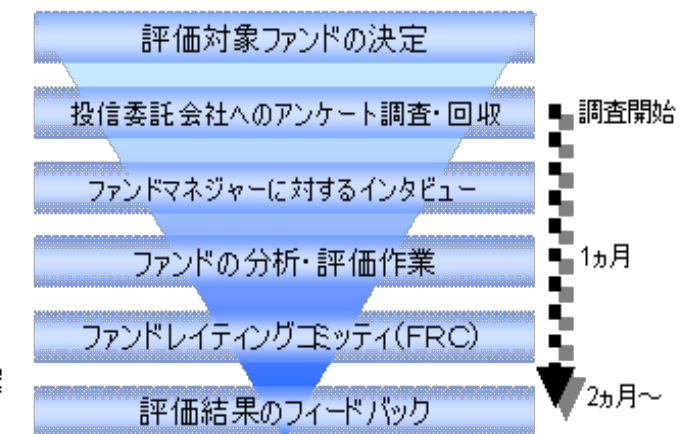 評価対象ファンドの決定
投信委託会社へのアンケート調査・回収
調査開始
ファンドマネジャーに対するインタビュー
ファンドの分析・評価作業
1ヵ月
ファンドレイティングコミッティ(FRC)
評価結果のフィードバック
2ヵ月~